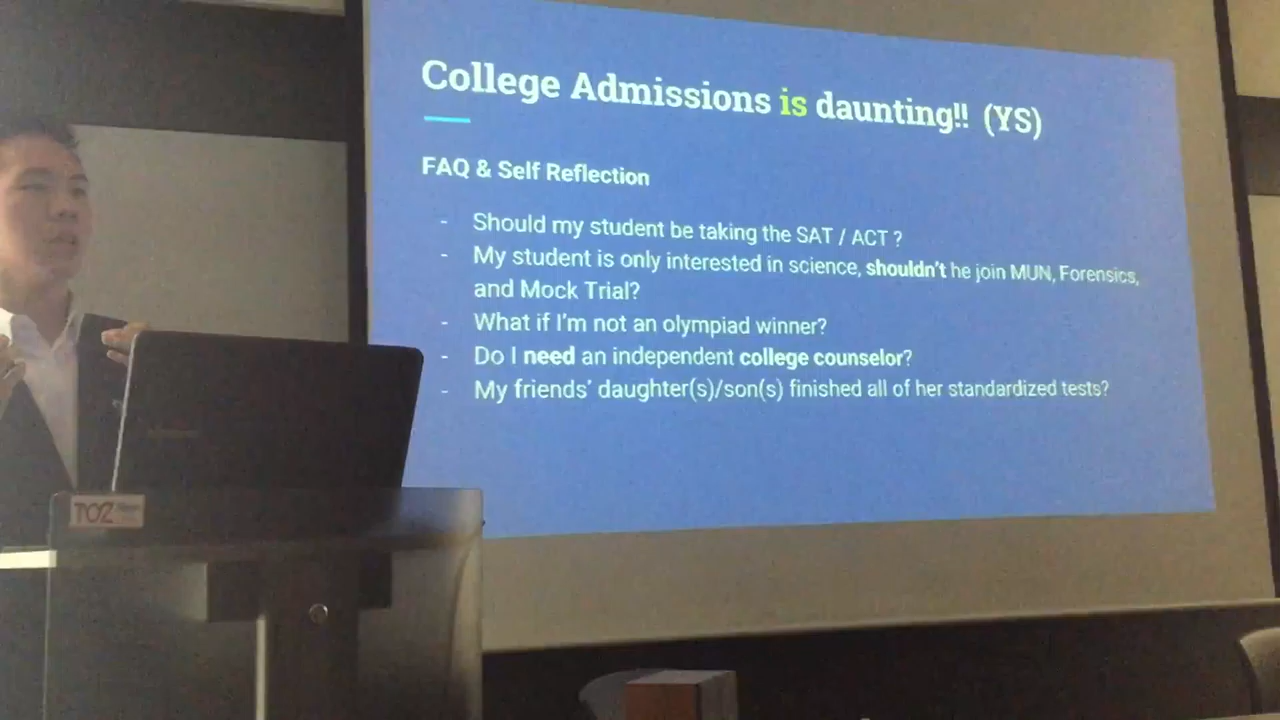 College Admissions is daunting!! (YS)
FAQ & Self Reflection
- Should my student be taking the SAT / ACT ?
- My student is only interested in science, shouldn't he join MUN, Forensics,
and Mock Trial?
- What if I'm not an olympiad winner?
- Do I need an independent college counselor?
- My friends' daughter(s)/son(s) finished all of her standardized tests?
TOZ